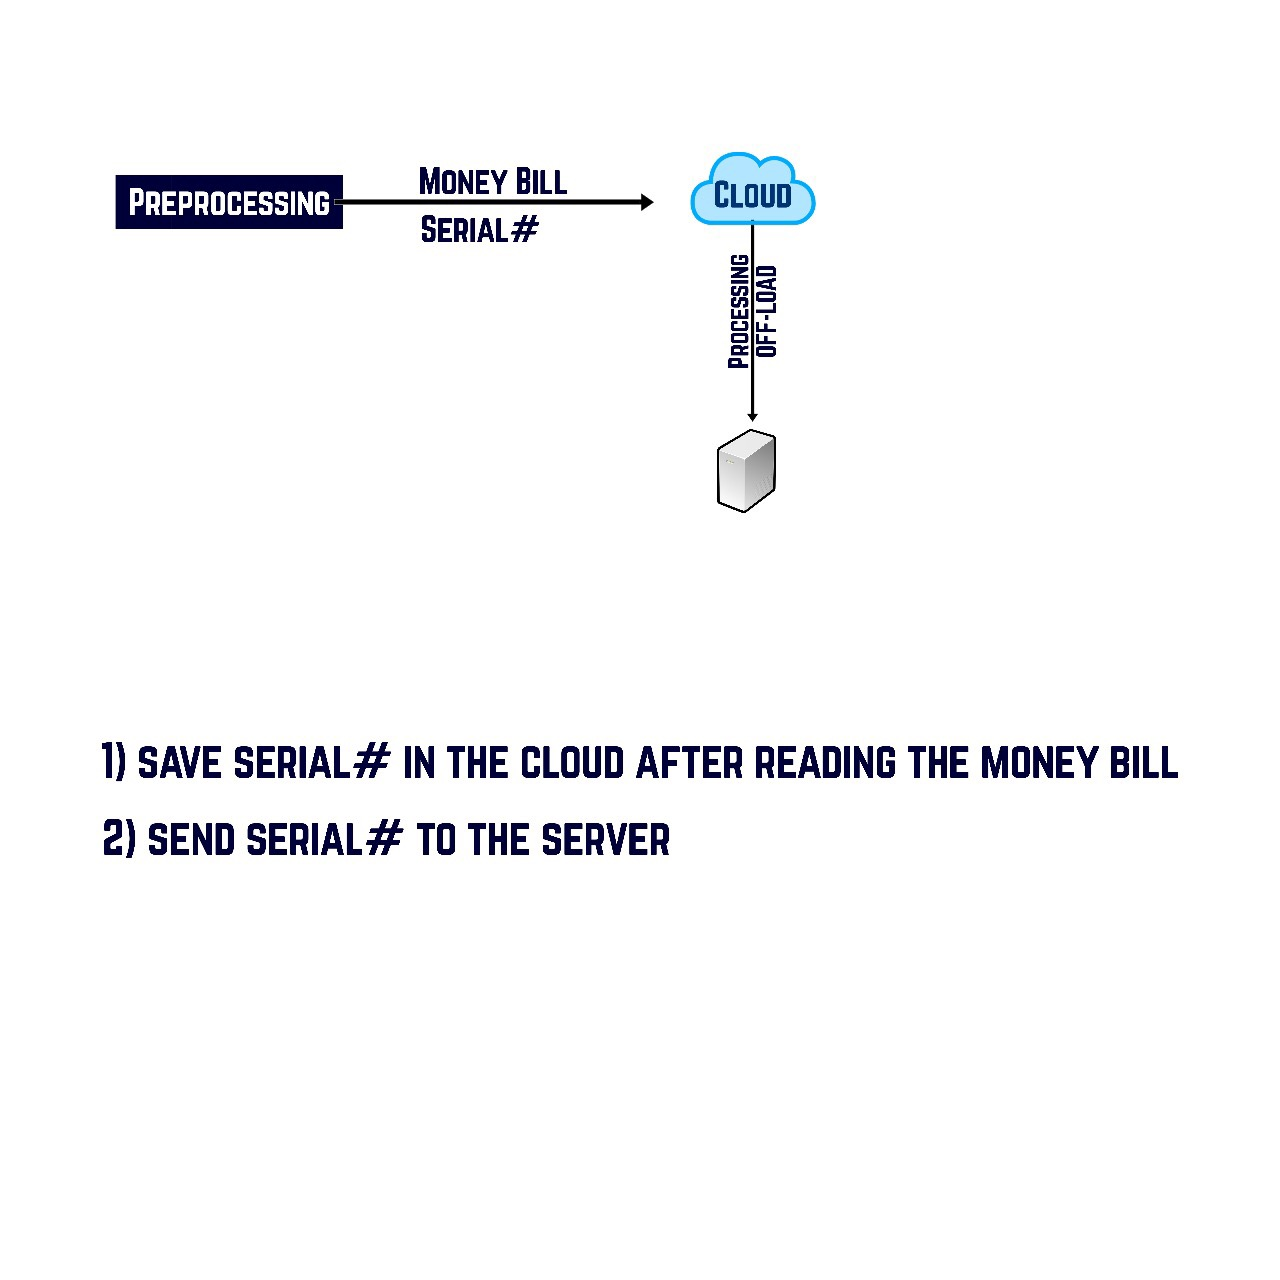 Preprocessing
Money Bill
Serial#
Cloud
Processing
off-load
1) save serial# in the cloud after reading the money bill
2) send serial# to the server